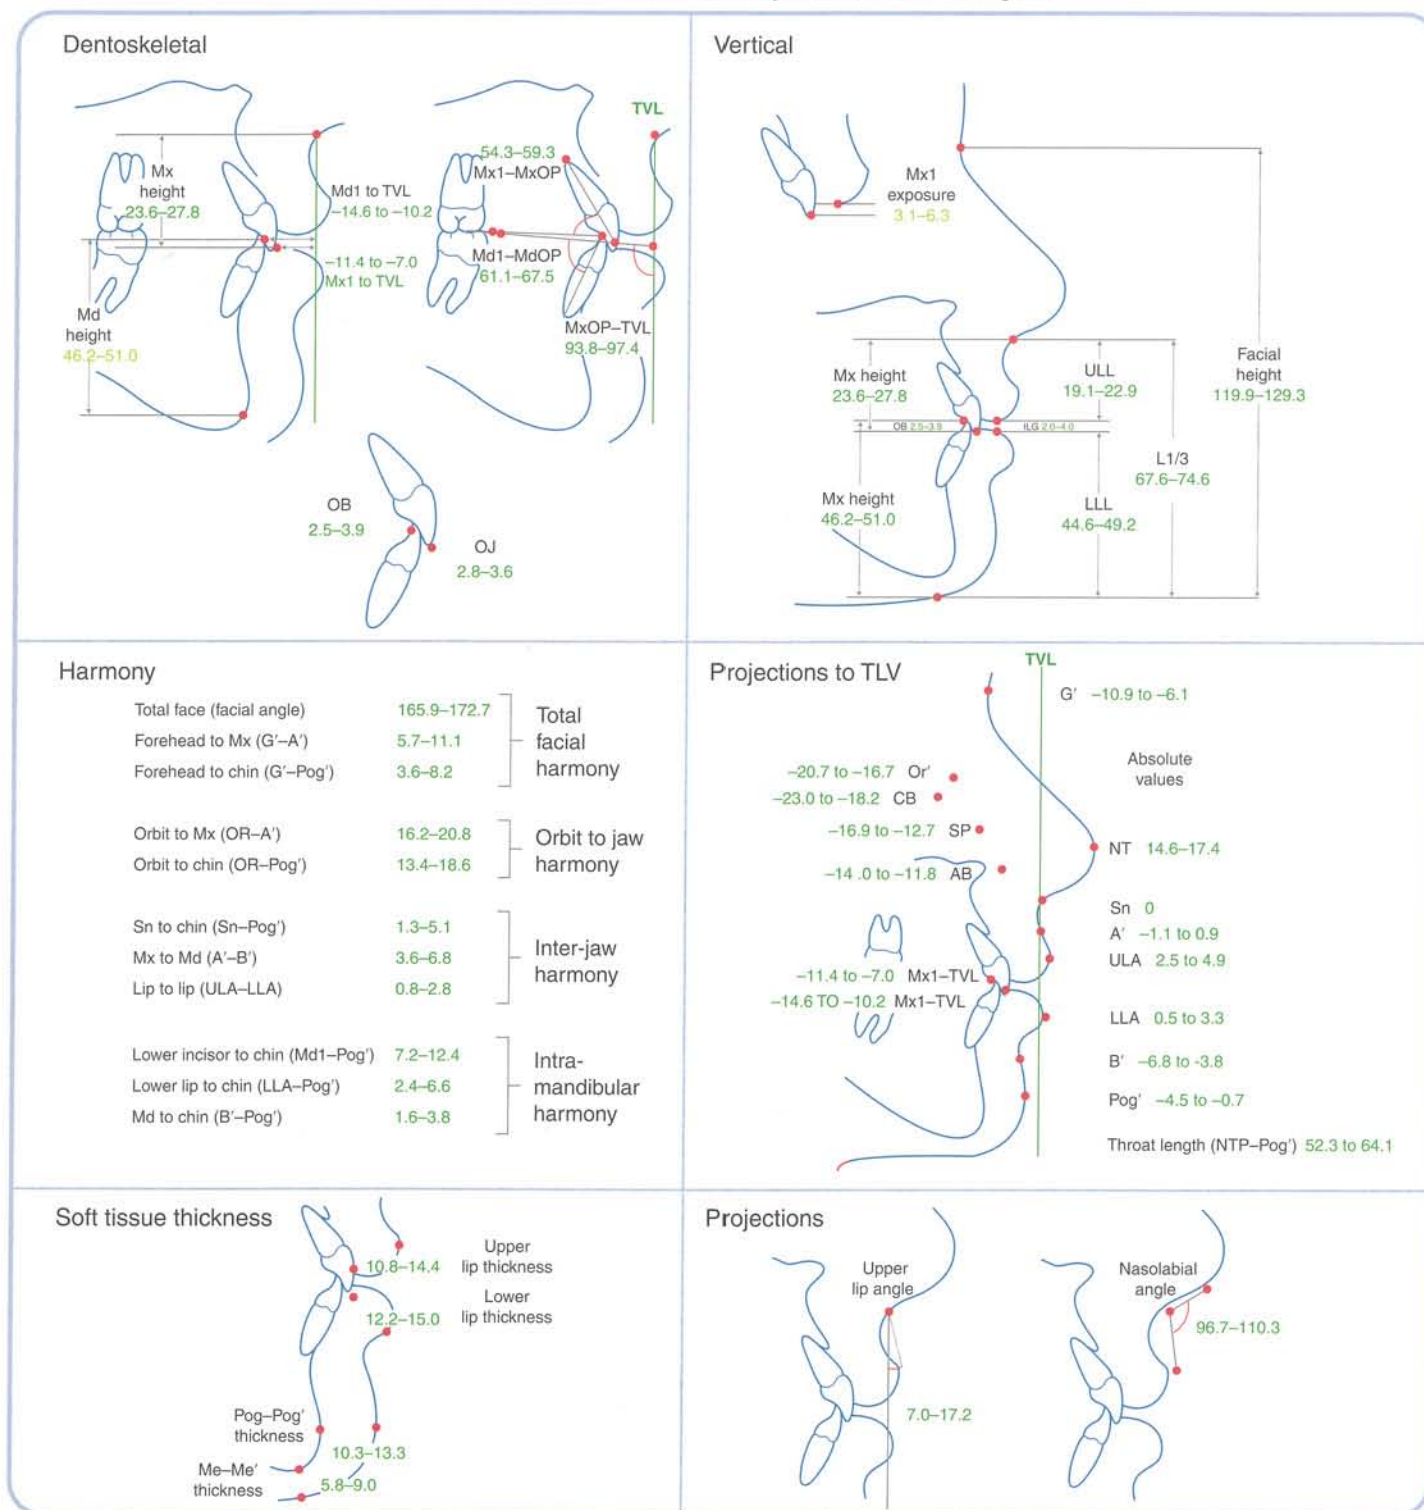 Dentoskeletal
Mx
height
23.6–27.8
Md1 to TVL
–14.6 to –10.2
–11.4 to –7.0
Mx1 to TVL
Md
height
46.2–51.0
TVL
54.3–59.3
Mx1–MxOP
Md1–MdOP
61.1–67.5
MxOP–TVL
93.8–97.4
OB
2.5–3.9
OJ
2.8–3.6
Vertical
Mx1
exposure
3.1–6.3
Mx height
23.6–27.8
ULL
19.1–22.9
Facial
height
119.9–129.3
OB 2.5–3.9
ILG 2.0–4.0
L1/3
67.6–74.6
Mx height
46.2–51.0
LLL
44.6–49.2
Harmony
Total face (facial angle) 165.9–172.7
Forehead to Mx (G′–A′) 5.7–11.1
Forehead to chin (G′–Pog′) 3.6–8.2
Total
facial
harmony
Orbit to Mx (OR–A′) 16.2–20.8
Orbit to chin (OR–Pog′) 13.4–18.6
Orbit to jaw
harmony
Sn to chin (Sn–Pog′) 1.3–5.1
Mx to Md (A′–B′) 3.6–6.8
Lip to lip (ULA–LLA) 0.8–2.8
Inter-jaw
harmony
Lower incisor to chin (Md1–Pog′) 7.2–12.4
Lower lip to chin (LLA–Pog′) 2.4–6.6
Md to chin (B′–Pog′) 1.6–3.8
Intra-
mandibular
harmony
Projections to TLV
TVL
G′ –10.9 to –6.1
Absolute
values
–20.7 to –16.7 Or′
–23.0 to –18.2 CB
–16.9 to –12.7 SP
–14 .0 to –11.8 AB
NT 14.6–17.4
Sn 0
A′ –1.1 to 0.9
ULA 2.5 to 4.9
–11.4 to –7.0 Mx1–TVL
–14.6 TO –10.2 Mx1–TVL
LLA 0.5 to 3.3
B′ –6.8 to -3.8
Pog′ –4.5 to –0.7
Throat length (NTP–Pog′) 52.3 to 64.1
Soft tissue thickness
10.8–14.4
Upper
lip thickness
12.2–15.0
Lower
lip thickness
Pog–Pog′
thickness
10.3–13.3
Me–Me′
thickness
5.8–9.0
Projections
Upper
lip angle
7.0–17.2
Nasolabial
angle
96.7–110.3